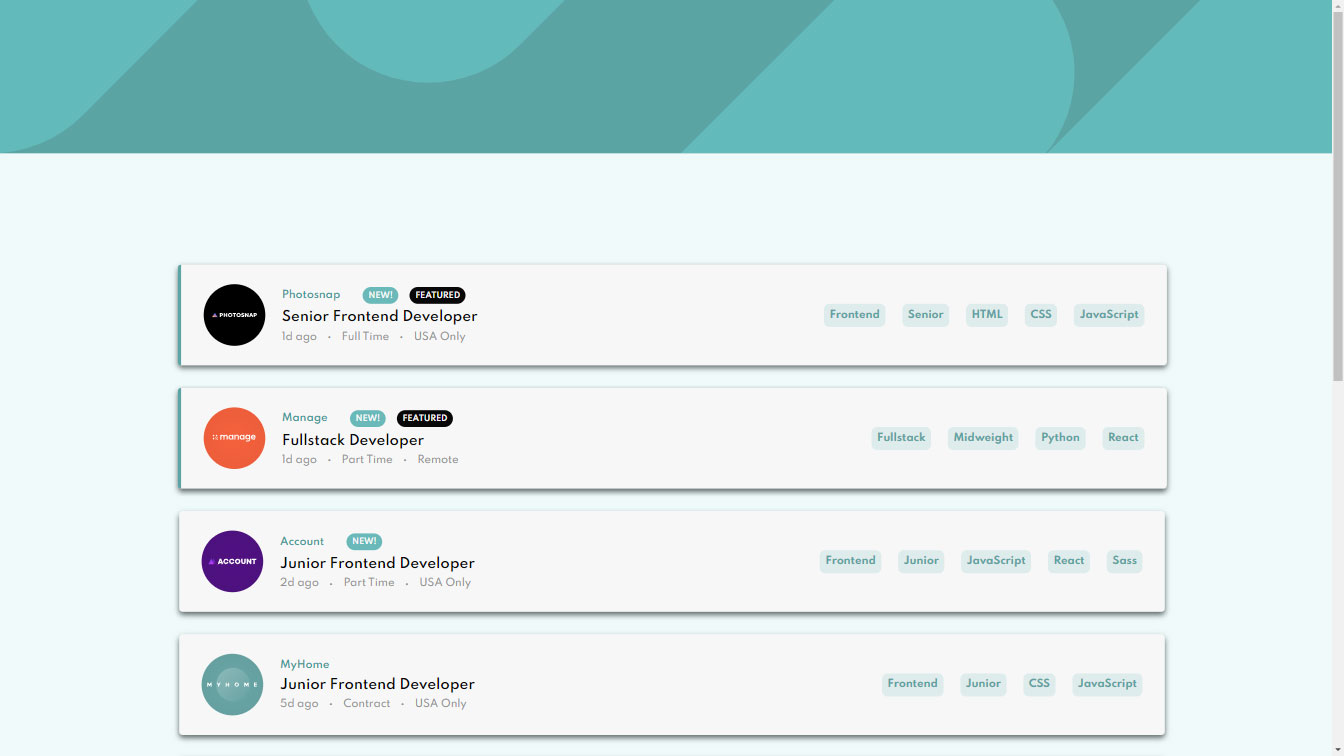 PHOTOSNAP
Photosnap NEW! FEATURED
Senior Frontend Developer
1d ago • Full Time • USA Only
Frontend Senior HTML CSS JavaScript
manage
Manage NEW! FEATURED
Fullstack Developer
1d ago • Part Time • Remote
Fullstack Midweight Python React
ACCOUNT
Account NEW!
Junior Frontend Developer
2d ago • Part Time • USA Only
Frontend Junior JavaScript React Sass
MYHOME
MyHome
Junior Frontend Developer
5d ago • Contract • USA Only
Frontend Junior CSS JavaScript